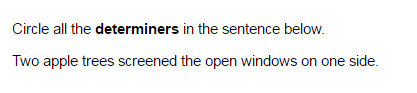 Circle all the determiners in the sentence below.
Two apple trees screened the open windows on one side.